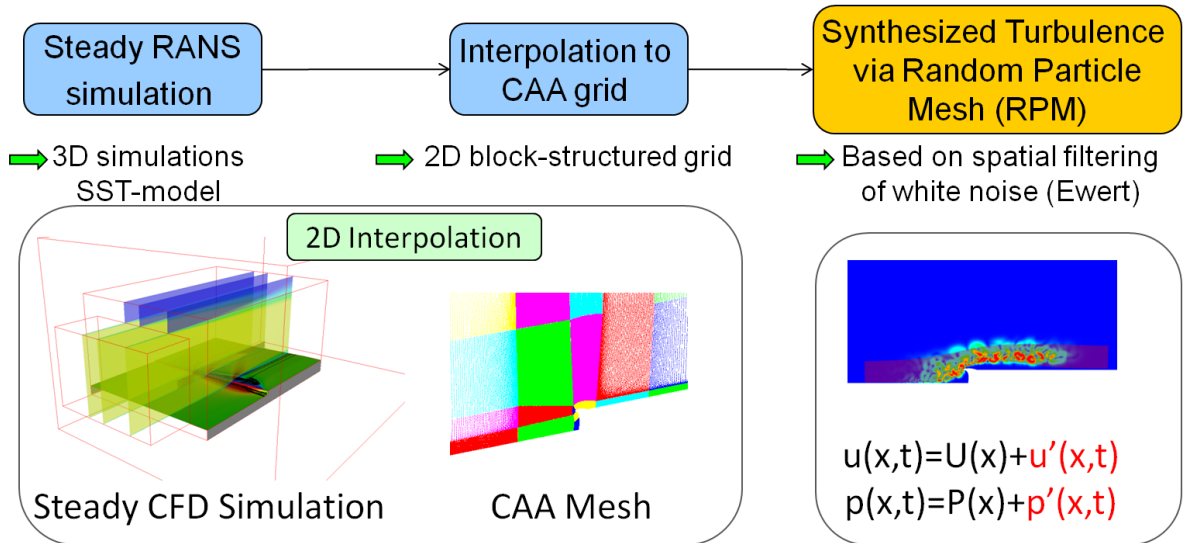 Steady RANS
simulation
Interpolation to
CAA grid
Synthesized Turbulence
via Random Particle
Mesh (RPM)
3D simulations
SST-model
2D block-structured grid
Based on spatial filtering
of white noise (Ewert)
2D Interpolation
Steady CFD Simulation
CAA Mesh
u(x,t)=U(x)+u’(x,t)
p(x,t)=P(x)+p’(x,t)